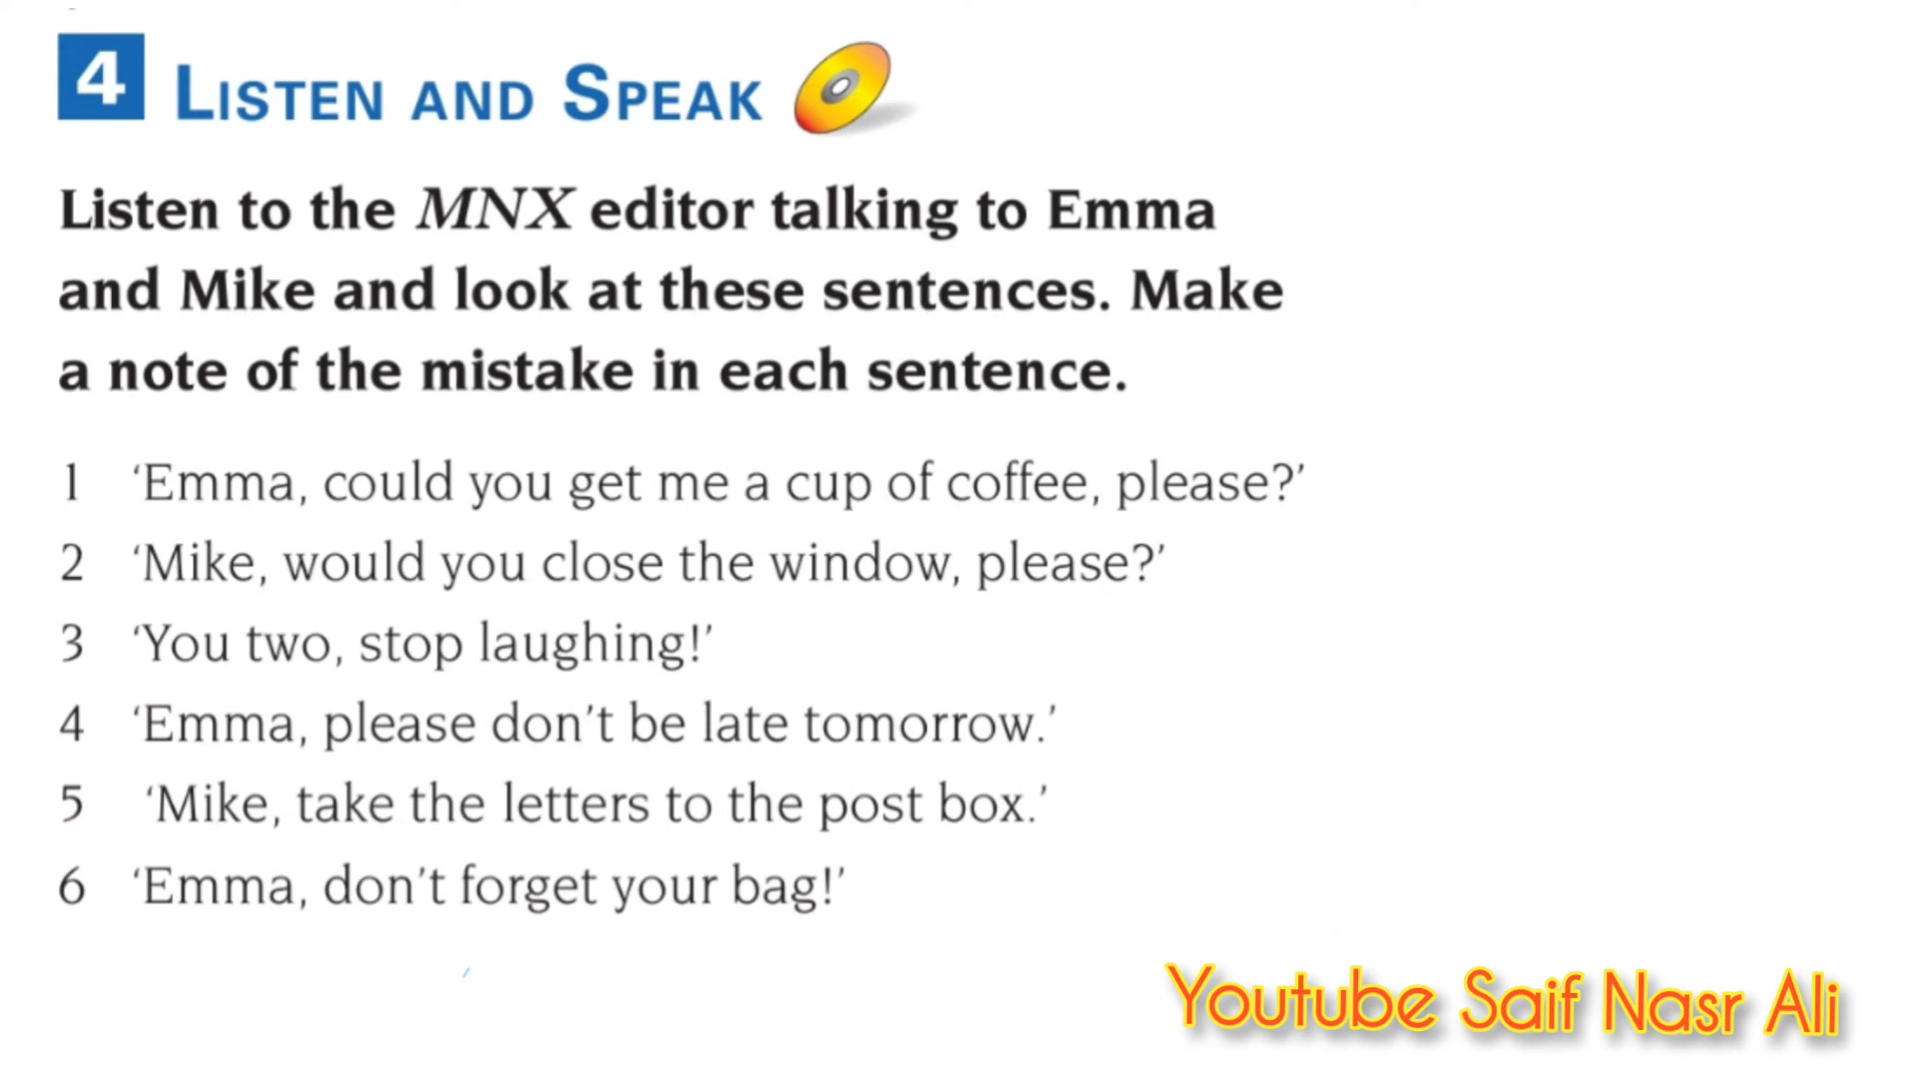 4 LISTEN AND SPEAK
Listen to the MNX editor talking to Emma
and Mike and look at these sentences. Make
a note of the mistake in each sentence.
1 ‘Emma, could you get me a cup of coffee, please?’
2 ‘Mike, would you close the window, please?’
3 ‘You two, stop laughing!’
4 ‘Emma, please don’t be late tomorrow.’
5 ‘Mike, take the letters to the post box.’
6 ‘Emma, don’t forget your bag!’
Youtube Saif Nasr Ali